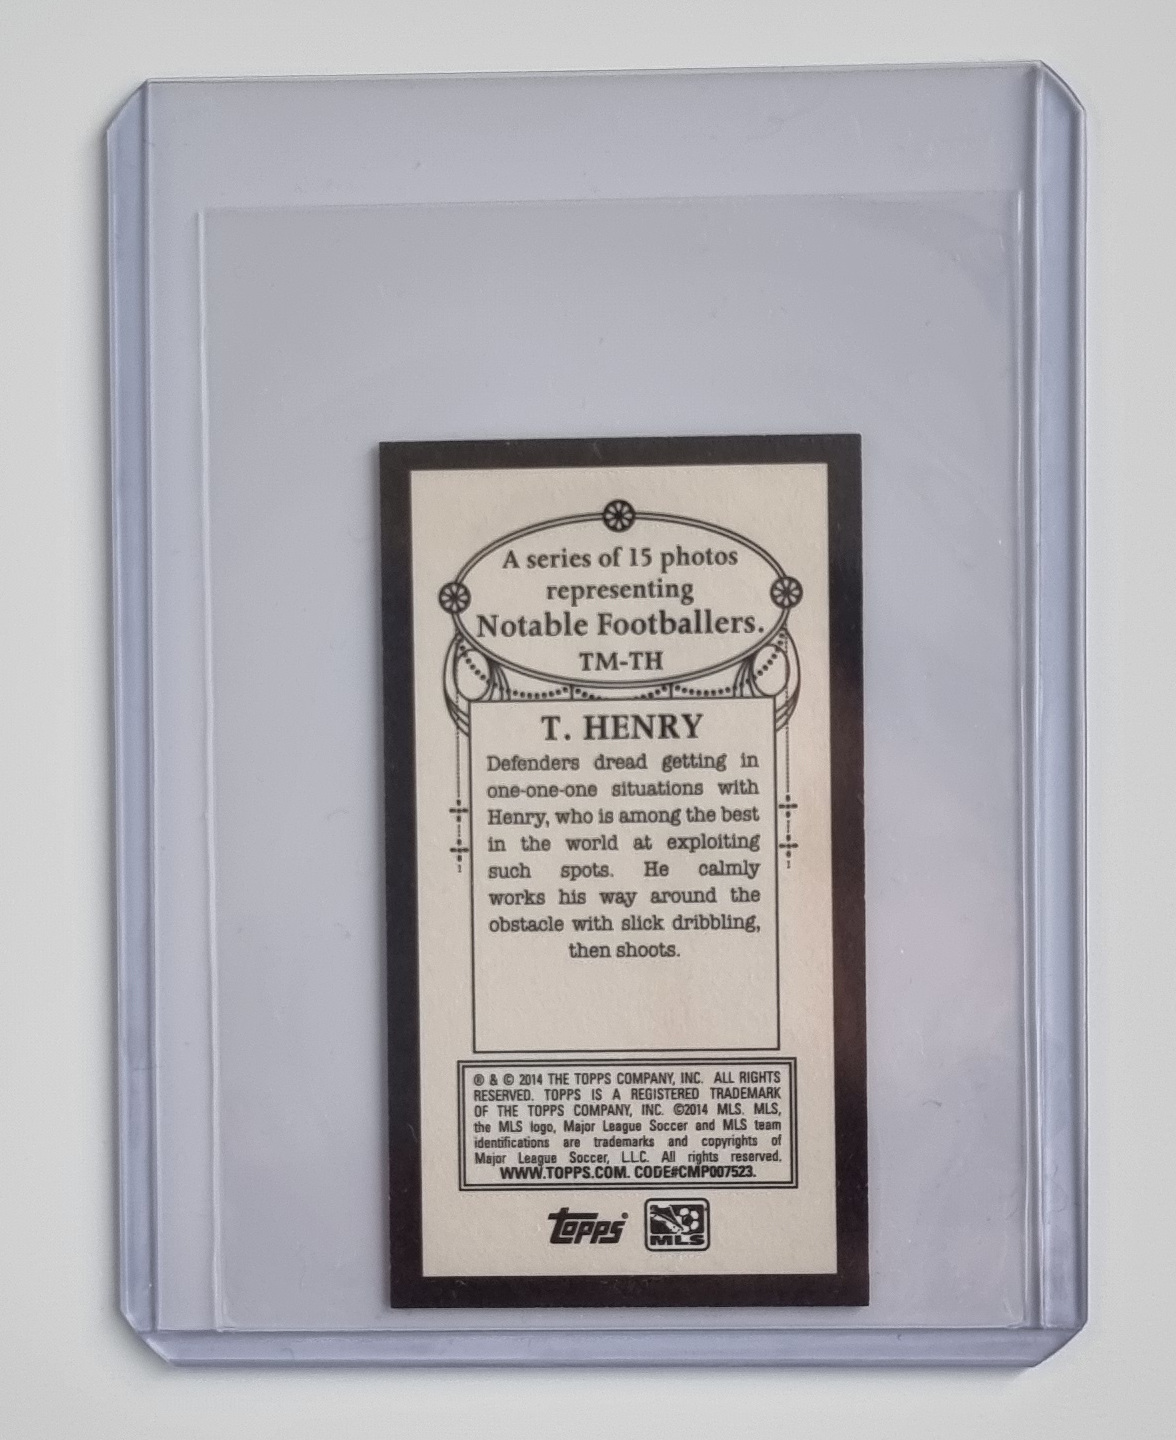 A series of 15 photos
representing
Notable Footballers.
TM-TH
T. HENRY
Defenders dread getting in
one-one-one situations with
Henry, who is among the best
in the world at exploiting
such spots. He calmly
works his way around the
obstacle with slick dribbling,
then shoots.
® & © 2014 THE TOPPS COMPANY, INC. ALL RIGHTS
RESERVED. TOPPS IS A REGISTERED TRADEMARK
OF THE TOPPS COMPANY, INC. ©2014 MLS. MLS,
the MLS logo, Major League Soccer and MLS team
identifications are trademarks and copyrights of
Major League Soccer, L.L.C. All rights reserved.
WWW.TOPPS.COM. CODE#CMP007523.
topps®
MLS